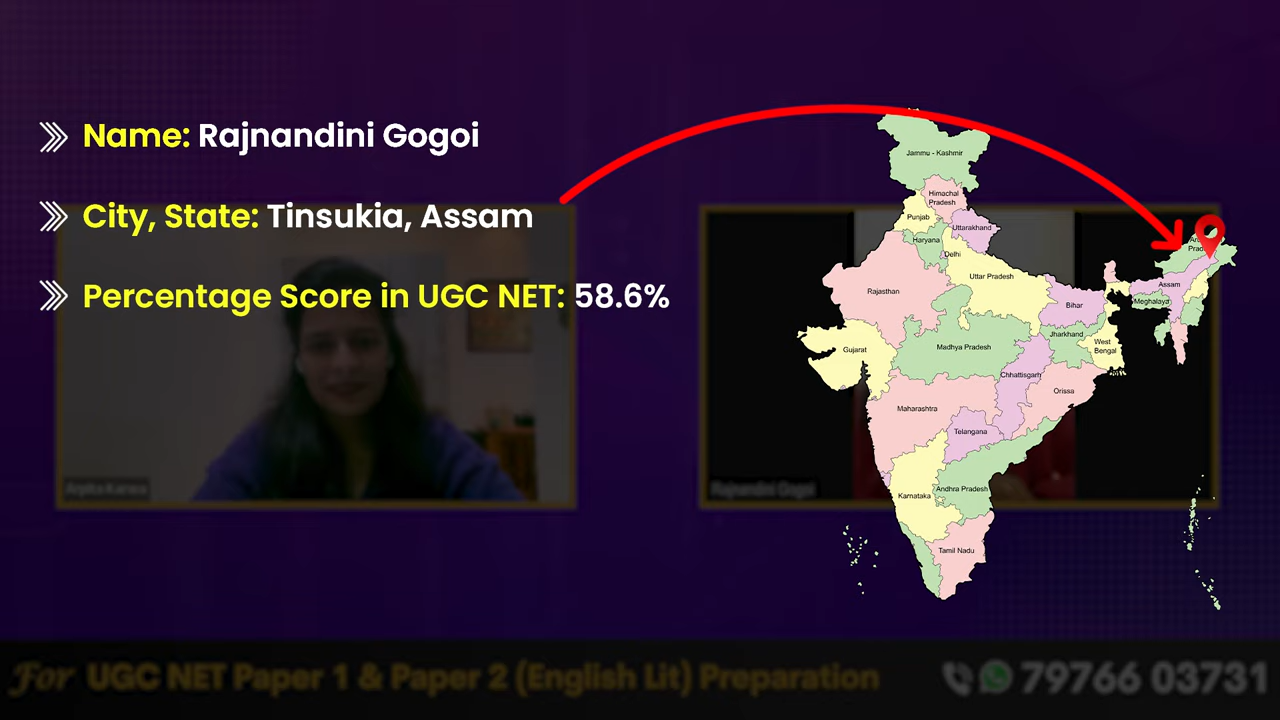 Name: Rajnandini Gogoi
City, State: Tinsukia, Assam
Percentage Score in UGC NET: 58.6%
Jammu - Kashmir
Himachal
Pradesh
Punjab
Uttarakhand
Haryana
Delhi
Uttar Pradesh
Rajasthan
Bihar
Assam
Meghalaya
Jharkhand
West
Bengal
Gujarat
Madhya Pradesh
Chhattisgarh
Orissa
Maharashtra
Telangana
Karnataka
Andhra Pradesh
Tamil Nadu
Rajnandini Gogoi
For UGC NET Paper 1 & Paper 2 (English Lit) Preparation
79766 03731